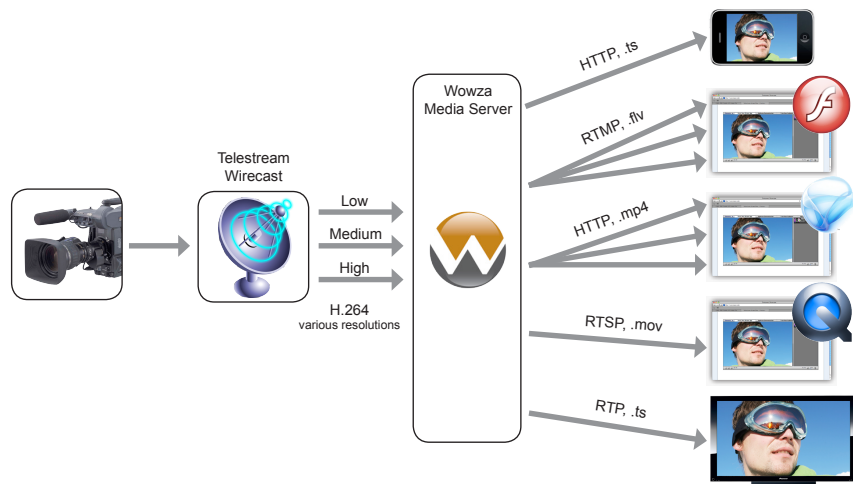 Telestream
Wirecast
Low
Medium
High
H.264
various resolutions
Wowza
Media Server
HTTP, .ts
RTMP, .flv
HTTP, .mp4
RTSP, .mov
RTP, .ts